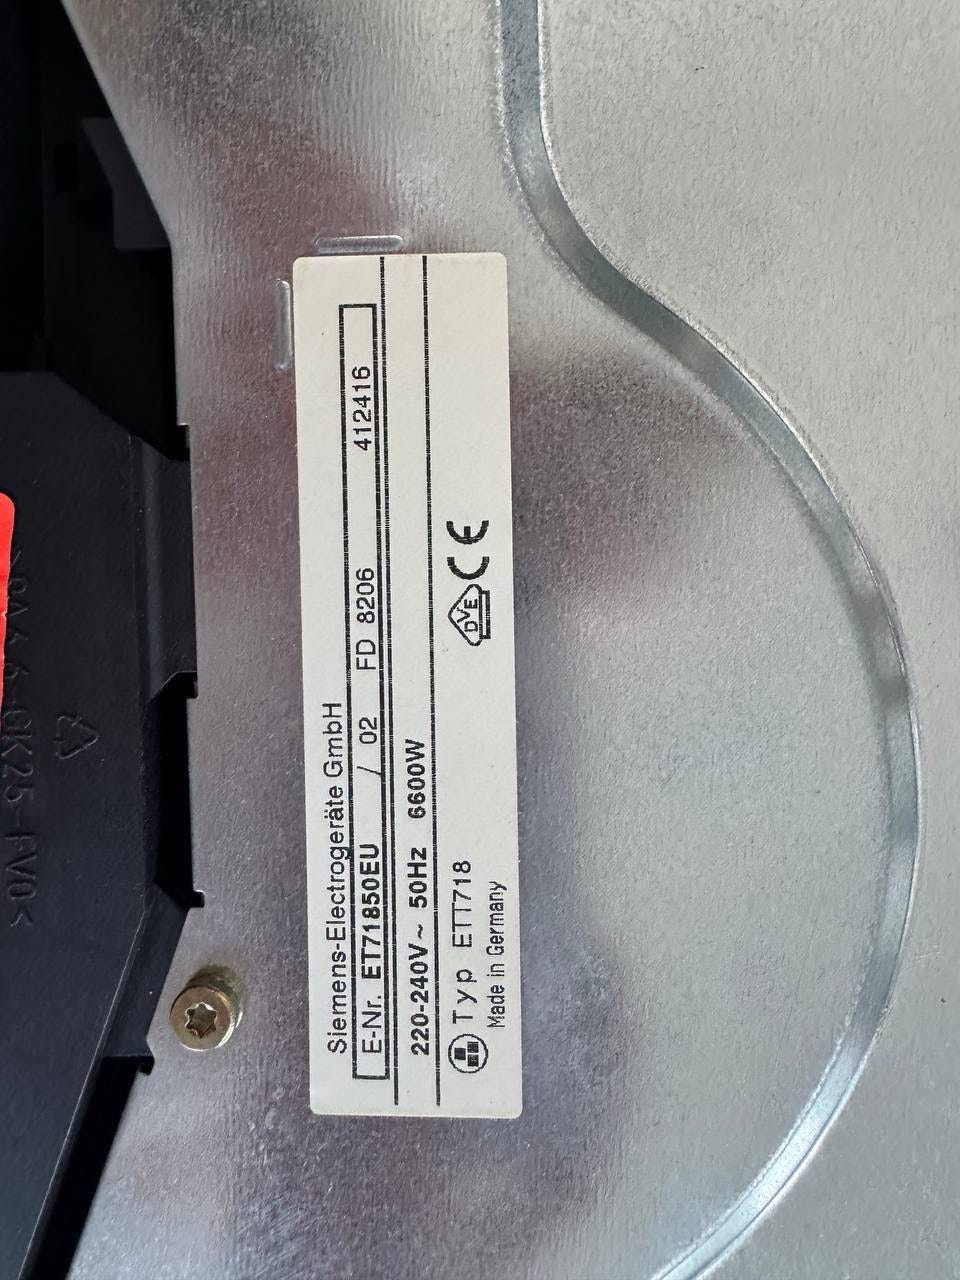 Siemens-Electrogeräte GmbH
E-Nr. ET71850EU / 02 FD 8206 412416
220-240V~ 50Hz 6600W
Typ ETT718
DVE CE
Made in Germany